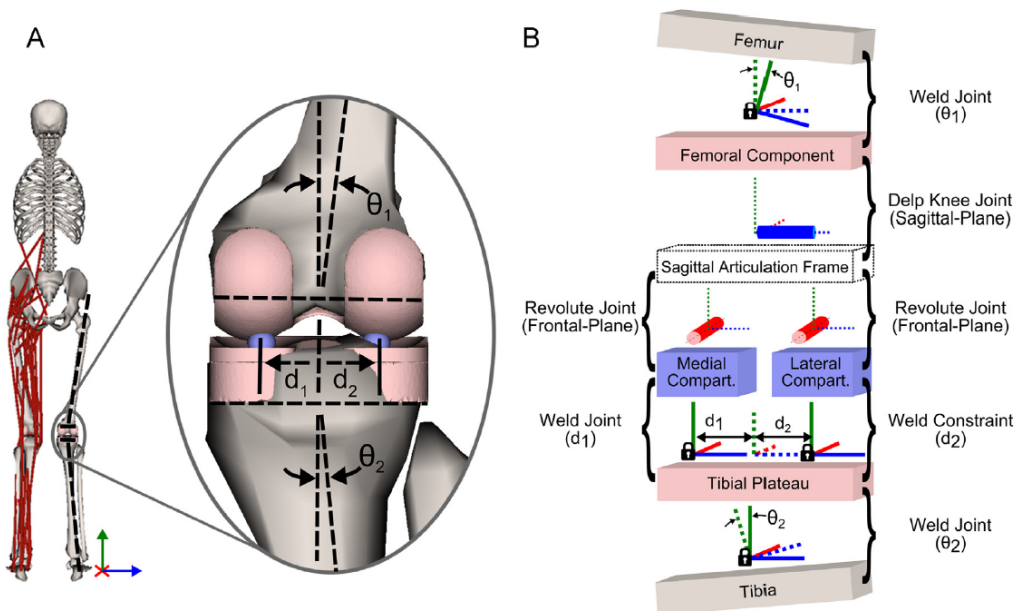 A
θ1
d1
d2
θ2
B
Femur
θ1
Weld Joint
(θ1)
Femoral Component
Delp Knee Joint
(Sagittal-Plane)
Sagittal Articulation Frame
Revolute Joint
(Frontal-Plane)
Revolute Joint
(Frontal-Plane)
Medial
Compart.
Lateral
Compart.
Weld Joint
(d1)
d1
d2
Weld Constraint
(d2)
Tibial Plateau
θ2
Weld Joint
(θ2)
Tibia